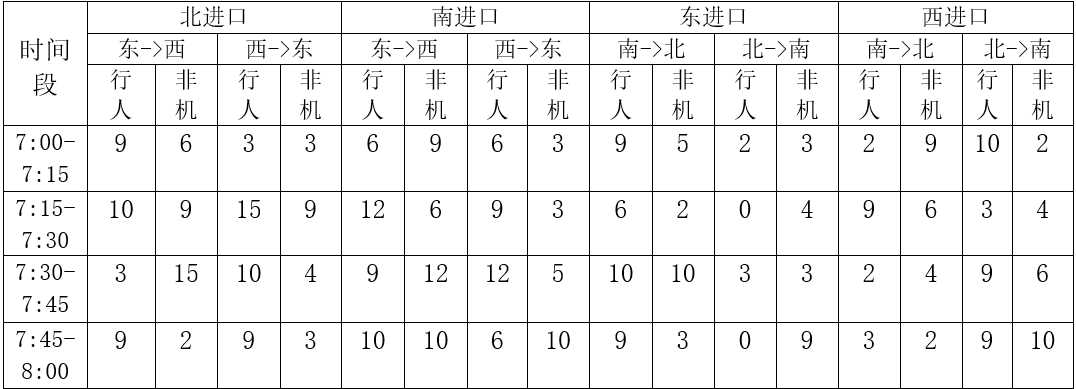 时间段 北进口 南进口 东进口 西进口
东->西 西->东 东->西 西->东 南->北 北->南 南->北 北->南
行人 非机 行人 非机 行人 非机 行人 非机 行人 非机 行人 非机 行人 非机 行人 非机
7:00-7:15 9 6 3 3 6 9 6 3 9 5 2 3 2 9 10 2
7:15-7:30 10 9 15 9 12 6 9 3 6 2 0 4 9 6 3 4
7:30-7:45 3 15 10 4 9 12 12 5 10 10 3 3 2 4 9 6
7:45-8:00 9 2 9 3 10 10 6 10 9 3 0 9 3 2 9 10